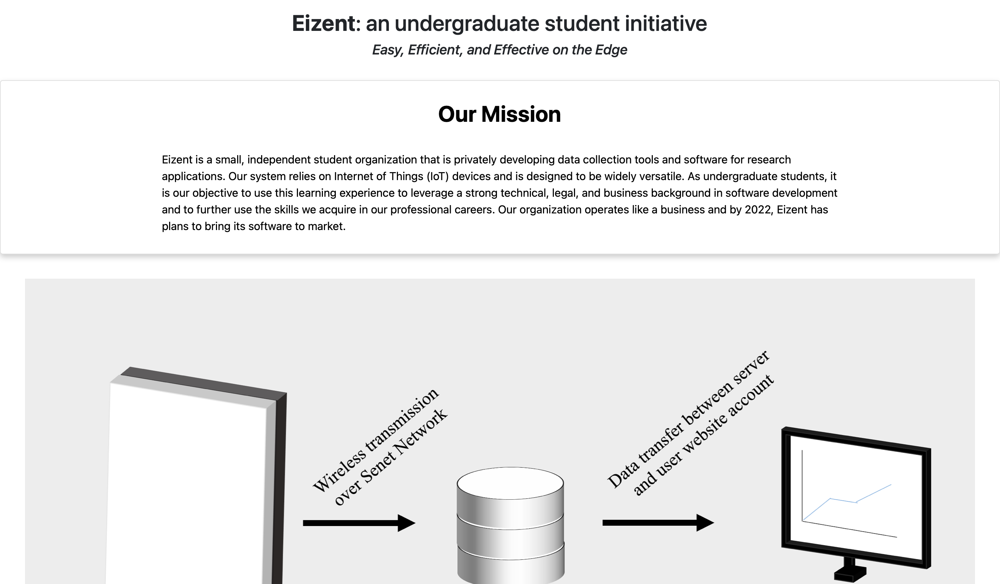 Eizent: an undergraduate student initiative
Easy, Efficient, and Effective on the Edge
Our Mission
Eizent is a small, independent student organization that is privately developing data collection tools and software for research
applications. Our system relies on Internet of Things (IoT) devices and is designed to be widely versatile. As undergraduate students, it
is our objective to use this learning experience to leverage a strong technical, legal, and business background in software development
and to further use the skills we acquire in our professional careers. Our organization operates like a business and by 2022, Eizent has
plans to bring its software to market.
Wireless transmission
over Senet Network
Data transfer between server
and user website account